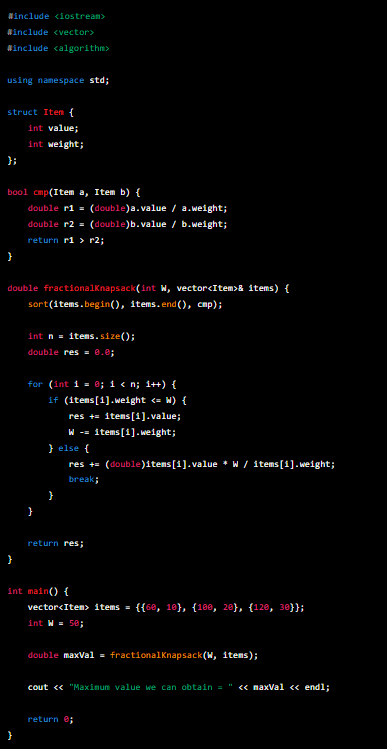 #include <iostream>
#include <vector>
#include <algorithm>

using namespace std;

struct Item {
    int value;
    int weight;
};

bool cmp(Item a, Item b) {
    double r1 = (double)a.value / a.weight;
    double r2 = (double)b.value / b.weight;
    return r1 > r2;
}

double fractionalKnapsack(int W, vector<Item>& items) {
    sort(items.begin(), items.end(), cmp);

    int n = items.size();
    double res = 0.0;

    for (int i = 0; i < n; i++) {
        if (items[i].weight <= W) {
            res += items[i].value;
            W -= items[i].weight;
        } else {
            res += (double)items[i].value * W / items[i].weight;
            break;
        }
    }

    return res;
}

int main() {
    vector<Item> items = {{60, 10}, {100, 20}, {120, 30}};
    int W = 50;

    double maxVal = fractionalKnapsack(W, items);

    cout << "Maximum value we can obtain = " << maxVal << endl;

    return 0;
}